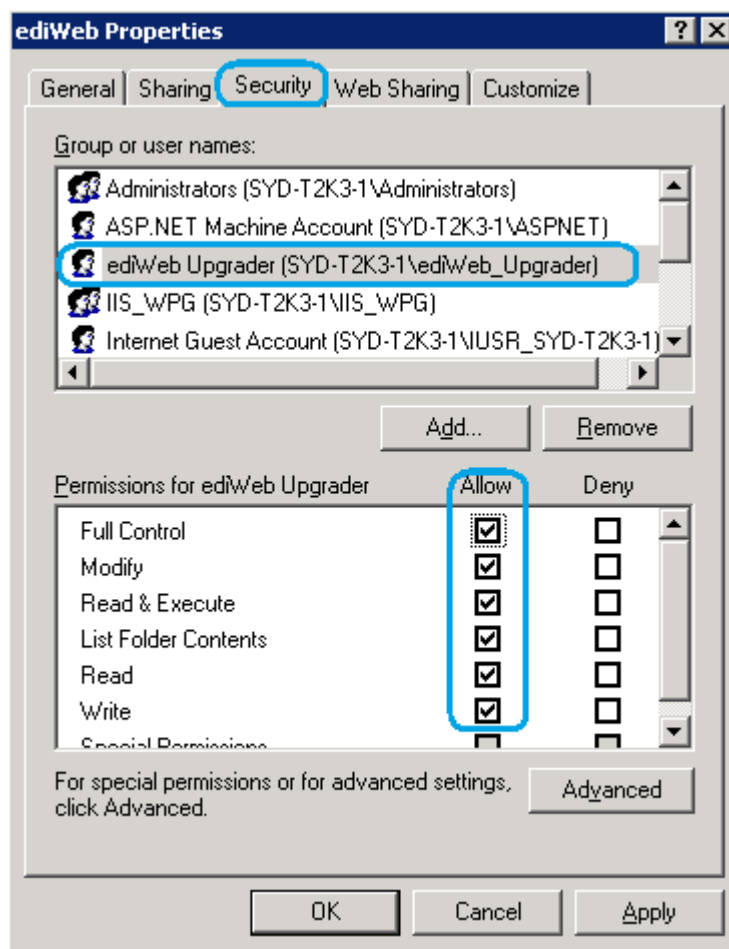 ediWeb Properties
General Sharing Security Web Sharing Customize
Group or user names:
Administrators (SYD-T2K3-1\Administrators)
ASP.NET Machine Account (SYD-T2K3-1\ASPNET)
ediWeb Upgrader (SYD-T2K3-1\ediWeb_Upgrader)
IIS_WPG (SYD-T2K3-1\IIS_WPG)
Internet Guest Account (SYD-T2K3-1\IUSR_SYD-T2K3-1)
Add... Remove
Permissions for ediWeb Upgrader Allow Deny
Full Control
Modify
Read & Execute
List Folder Contents
Read
Write
Special Permissions
For special permissions or for advanced settings,
click Advanced.
Advanced
OK Cancel Apply